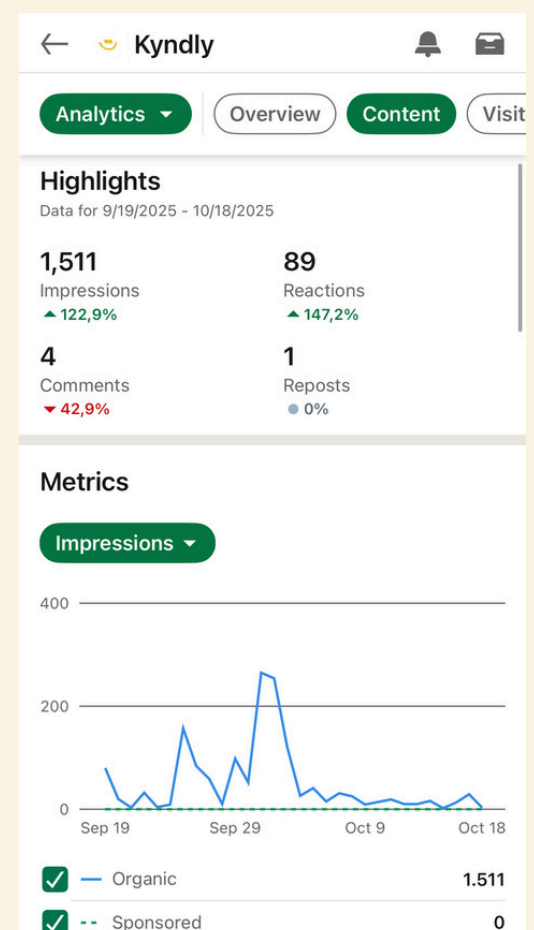 Kyndly
Analytics Overview Content Visit
Highlights
Data for 9/19/2025 - 10/18/2025
1,511 89
Impressions Reactions
122,9% 147,2%
4 1
Comments Reposts
42,9% 0%
Metrics
Impressions
400
200
0
Sep 19 Sep 29 Oct 9 Oct 18
Organic 1.511
Sponsored 0